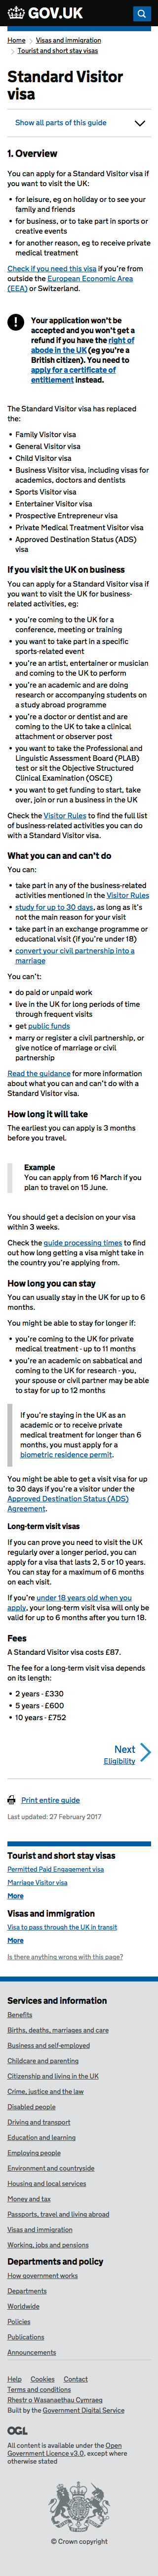 GOV.UK
Home
Visas and immigration
Tourist and short stay visas
Standard Visitor
visa
Show all parts of this guide
1. Overview
You can apply for a Standard Visitor visa if
you want to visit the UK:
• for leisure, eg on holiday or to see your
family and friends
• for business, or to take part in sports or
creative events
• for another reason, eg to receive private
medical treatment
Check if you need this visa if you're from
outside the European Economic Area
(EEA) or Switzerland.
Your application won't be
accepted and you won't get a
refund if you have the right of
abode in the UK (eg you're a
British citizen). You need to
apply for a certificate of
entitlement instead.
The Standard Visitor visa has replaced
the:
• Family Visitor visa
• General Visitor visa
• Child Visitor visa
• Business Visitor visa, including visas for
academics, doctors and dentists
• Sports Visitor visa
• Entertainer Visitor visa
• Prospective Entrepreneur visa
• Private Medical Treatment Visitor visa
• Approved Destination Status (ADS)
visa
If you visit the UK on business
You can apply for a Standard Visitor visa if
you want to visit the UK for business-
related activities, eg:
• you're coming to the UK for a
conference, meeting or training
• you want to take part in a specific
sports-related event
• you're an artist, entertainer or musician
and coming to the UK to perform
• you're an academic and are doing
research or accompanying students on
a study abroad programme
• you're a doctor or dentist and are
coming to the UK to take a clinical
attachment or observer post
• you want to take the Professional and
Linguistic Assessment Board (PLAB)
test or sit the Objective Structured
Clinical Examination (OSCE)
• you want to get funding to start, take
over, join or run a business in the UK
Check the Visitor Rules to find the full list
of business-related activities you can do
with a Standard Visitor visa.
What you can and can't do
You can:
• take part in any of the business-related
activities mentioned in the Visitor Rules
• study for up to 30 days, as long as it's
not the main reason for your visit
• take part in an exchange programme or
educational visit (if you're under 18)
• convert your civil partnership into a
marriage
You can't:
• do paid or unpaid work
• live in the UK for long periods of time
through frequent visits
• get public funds
• marry or register a civil partnership, or
give notice of marriage or civil
partnership
Read the guidance for more information
about what you can and can't do with a
Standard Visitor visa.
How long it will take
The earliest you can apply is 3 months
before you travel.
Example
You can apply from 16 March if you
plan to travel on 15 June.
You should get a decision on your visa
within 3 weeks.
Check the guide processing times to find
out how long getting a visa might take in
the country you're applying from.
How long you can stay
You can usually stay in the UK for up to 6
months.
You might be able to stay for longer if:
• you're coming to the UK for private
medical treatment - up to 11 months
• you're an academic on sabbatical and
coming to the UK for research - you,
your spouse or civil partner may be able
to stay for up to 12 months
If you're staying in the UK as an
academic or to receive private
medical treatment for longer than 6
months, you must apply for a
biometric residence permit.
You might be able to get a visit visa for up
to 30 days if you're a visitor under the
Approved Destination Status (ADS)
Agreement.
Long-term visit visas
If you can prove you need to visit the UK
regularly over a longer period, you can
apply for a visa that lasts 2, 5 or 10 years.
You can stay for a maximum of 6 months
on each visit.
If you're under 18 years old when you
apply, your long-term visit visa will only be
valid for up to 6 months after you turn 18.
Fees
A Standard Visitor visa costs £87.
The fee for a long-term visit visa depends
on its length:
• 2 years - £330
• 5 years - £600
• 10 years - £752
Next
Eligibility
Print entire guide
Last updated: 27 February 2017
Tourist and short stay visas
Permitted Paid Engagement visa
Marriage Visitor visa
More
Visas and immigration
Visa to pass through the UK in transit
More
Is there anything wrong with this page?
Services and information
Benefits
Births, deaths, marriages and care
Business and self-employed
Childcare and parenting
Citizenship and living in the UK
Crime, justice and the law
Disabled people
Driving and transport
Education and learning
Employing people
Environment and countryside
Housing and local services
Money and tax
Passports, travel and living abroad
Visas and immigration
Working, jobs and pensions
Departments and policy
How government works
Departments
Worldwide
Policies
Publications
Announcements
Help Cookies Contact
Terms and conditions
Rhestr o Wasanaethau Cymraeg
Built by the Government Digital Service
OGL
All content is available under the Open
Government Licence v3.0, except where
otherwise stated
© Crown copyright